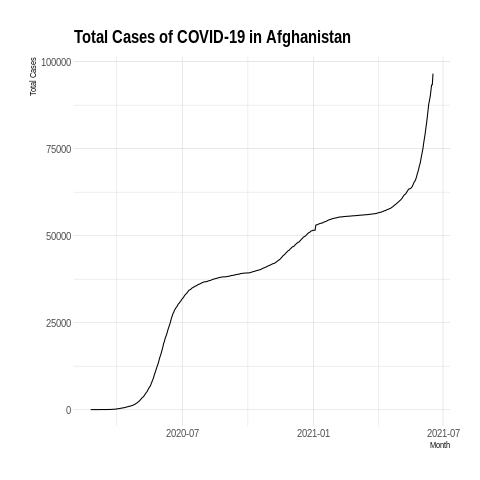 Total Cases of COVID-19 in Afghanistan
Total Cases
100000
75000
50000
25000
0
2020-07
2021-01
2021-07
Month